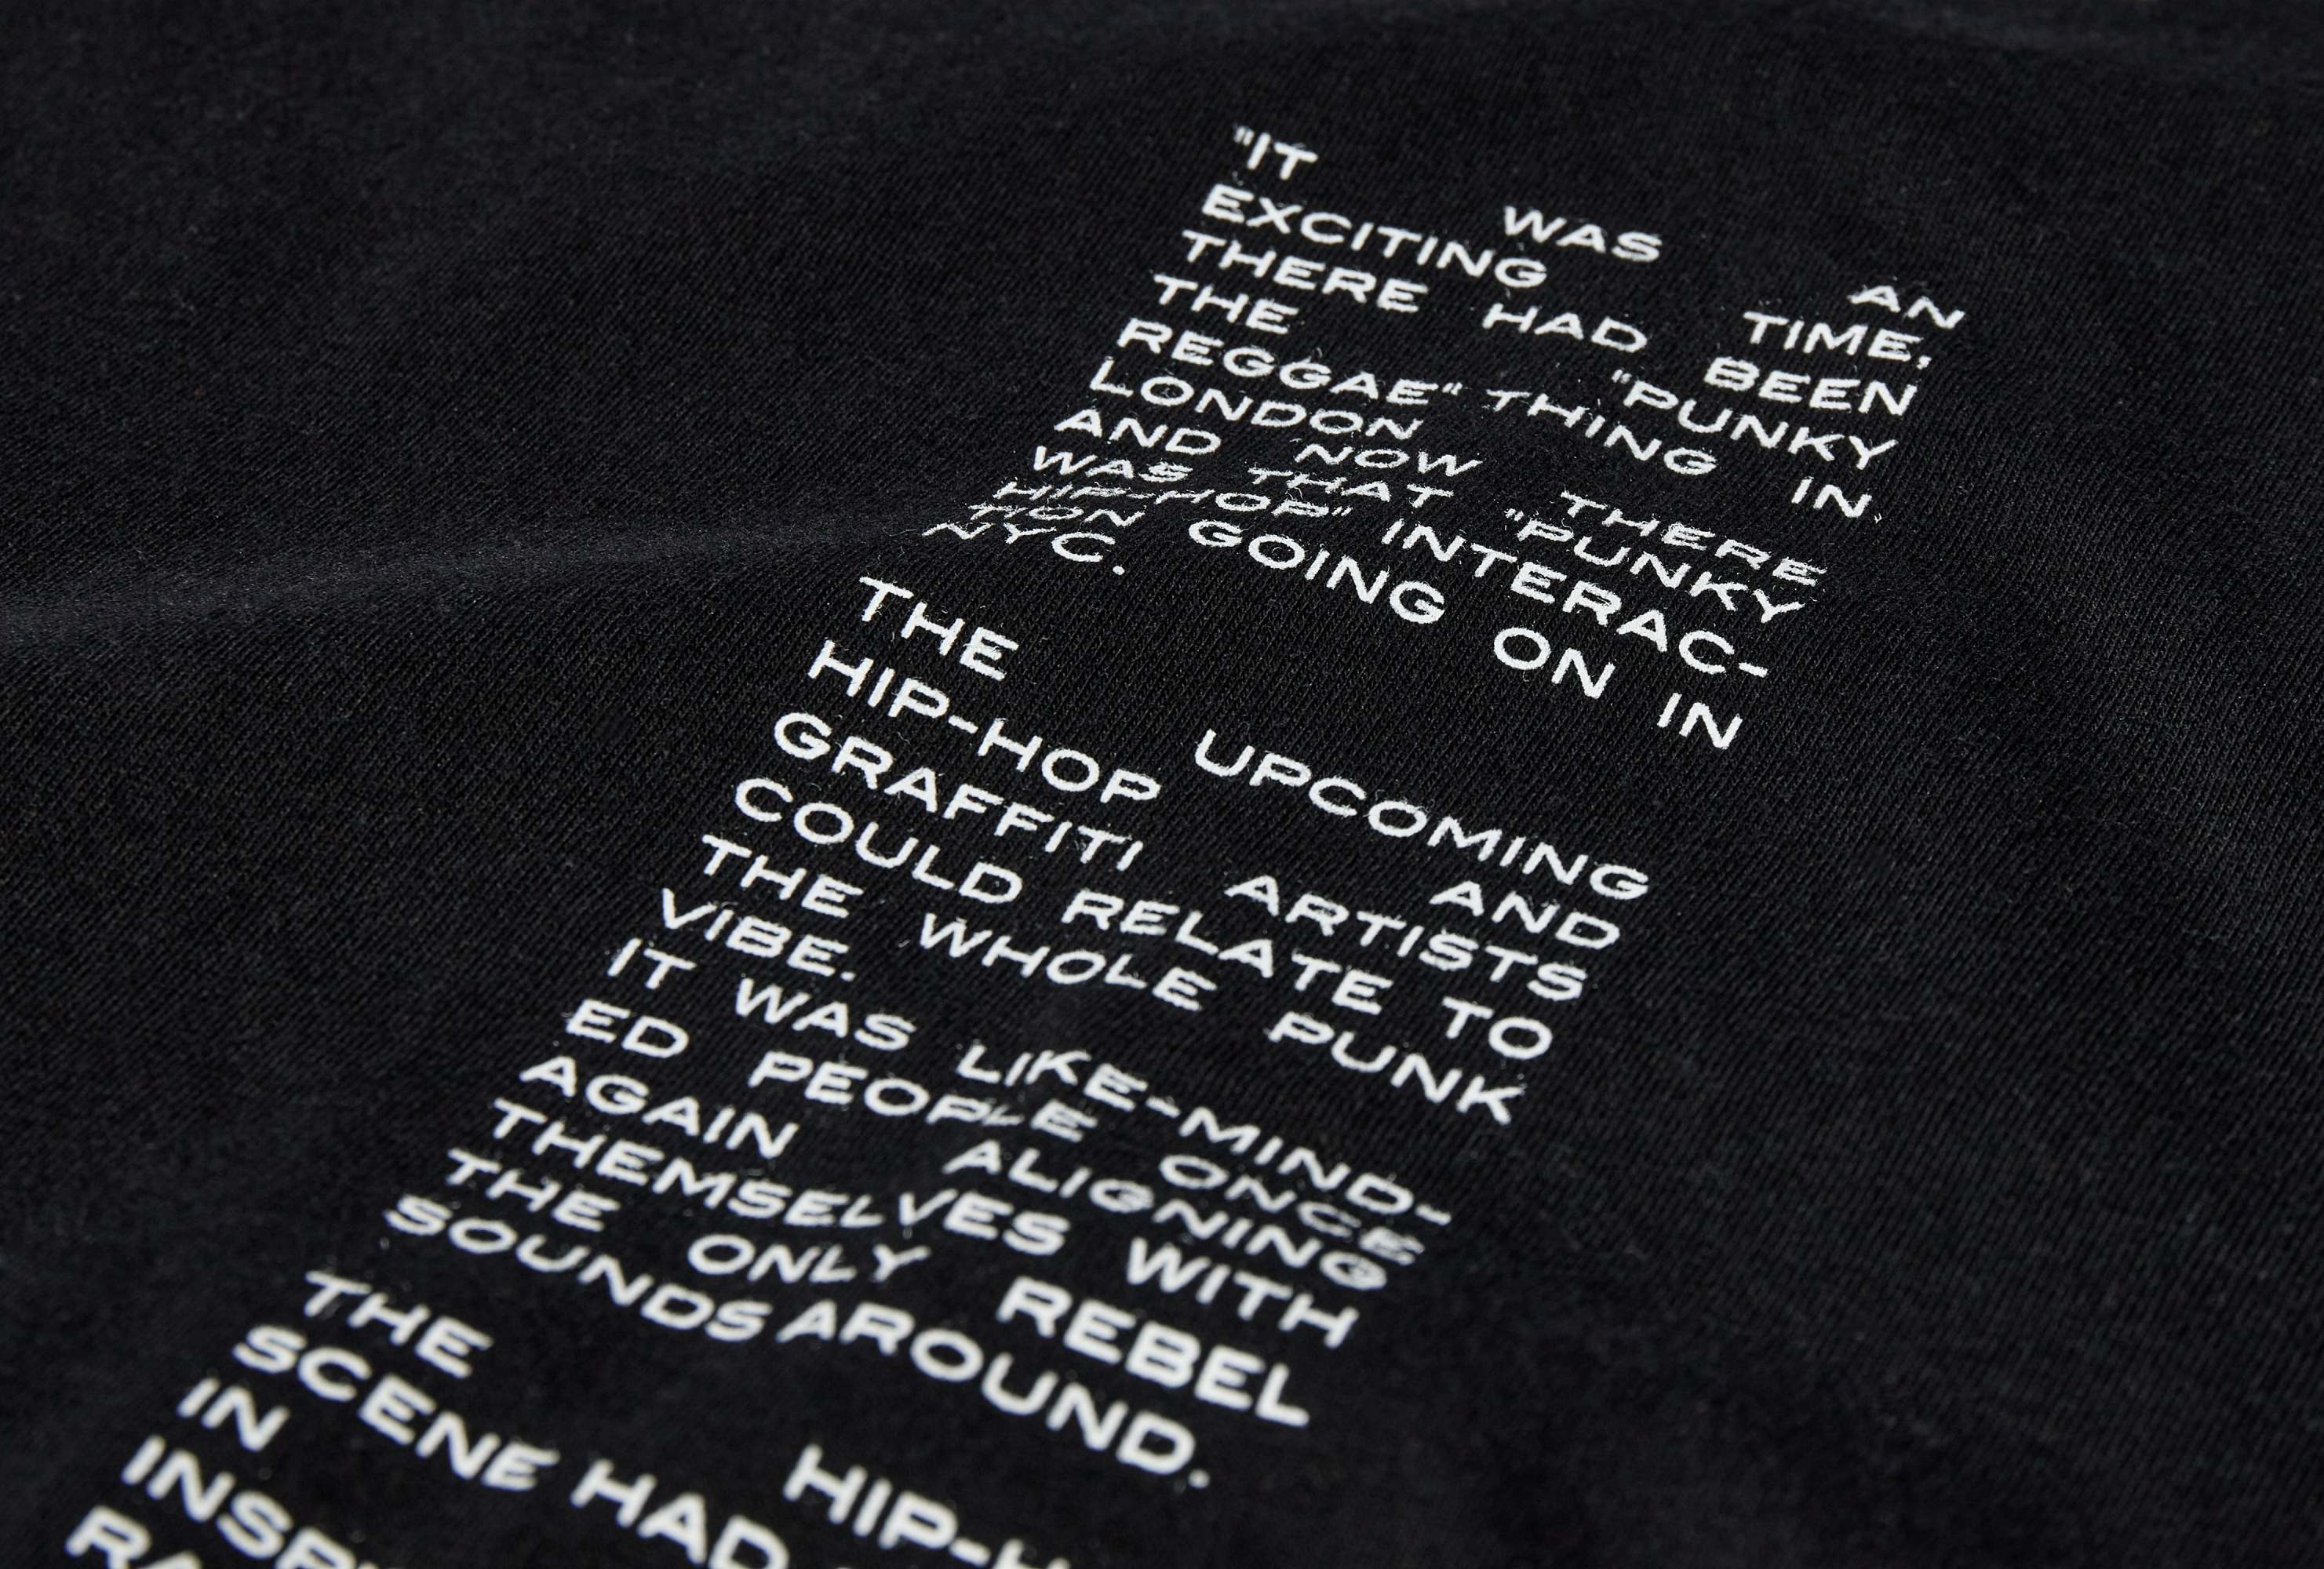 "IT WAS AN
EXCITING TIME,
THERE HAD BEEN
THE "PUNKY
REGGAE" THING IN
LONDON
AND NOW THERE
WAS THAT "PUNKY
HIP-HOP" INTERAC-
TION GOING ON IN
NYC.
THE UPCOMING
HIP-HOP AND
GRAFFITI ARTISTS
COULD RELATE TO
THE WHOLE PUNK
VIBE.
IT WAS LIKE-MIND-
ED PEOPLE ONCE
AGAIN ALIGNING
THEMSELVES WITH
THE ONLY REBEL
SOUNDS AROUND.
THE
SCENE HAD
IN